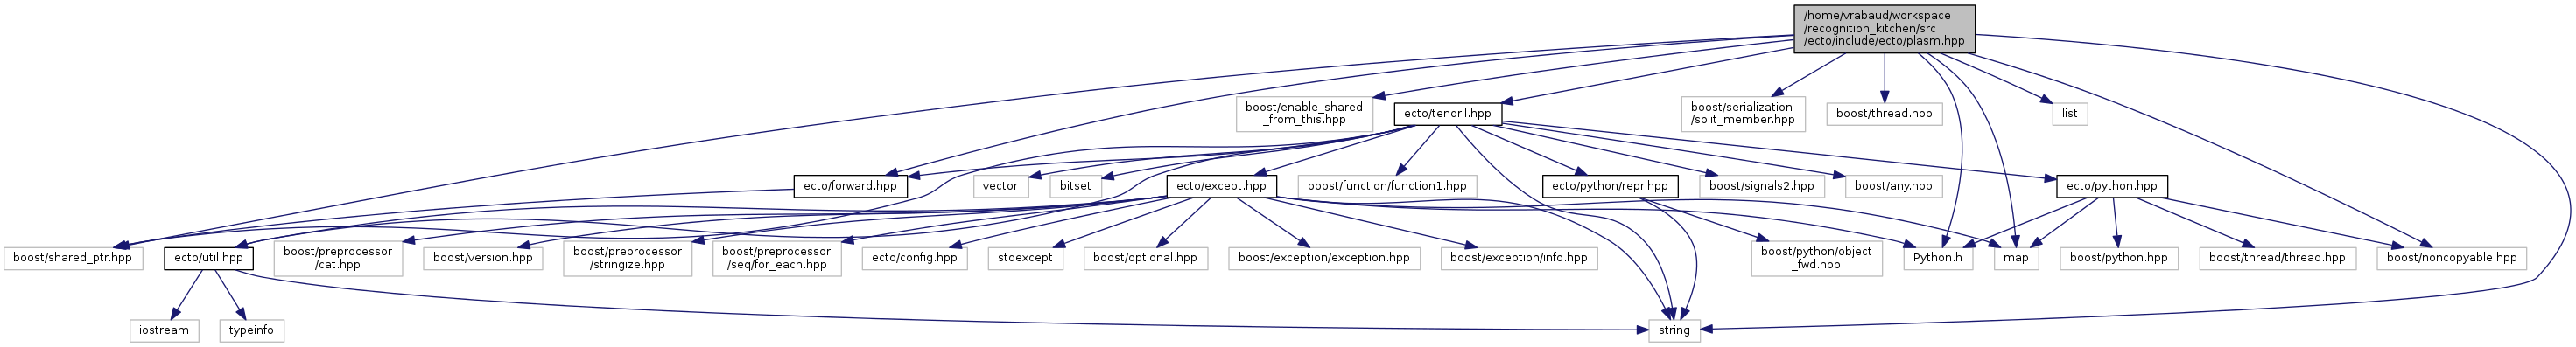 /home/vrabaud/workspace
/recognition_kitchen/src
/ecto/include/ecto/plasm.hpp
boost/enable_shared
_from_this.hpp
ecto/tendril.hpp
boost/serialization
/split_member.hpp
boost/thread.hpp
list
ecto/forward.hpp
vector
bitset
ecto/except.hpp
boost/function/function1.hpp
ecto/python/repr.hpp
boost/signals2.hpp
boost/any.hpp
ecto/python.hpp
boost/shared_ptr.hpp
ecto/util.hpp
boost/preprocessor
/cat.hpp
boost/version.hpp
boost/preprocessor
/stringize.hpp
boost/preprocessor
/seq/for_each.hpp
ecto/config.hpp
stdexcept
boost/optional.hpp
boost/exception/exception.hpp
boost/exception/info.hpp
boost/python/object
_fwd.hpp
Python.h
map
boost/python.hpp
boost/thread/thread.hpp
boost/noncopyable.hpp
iostream
typeinfo
string